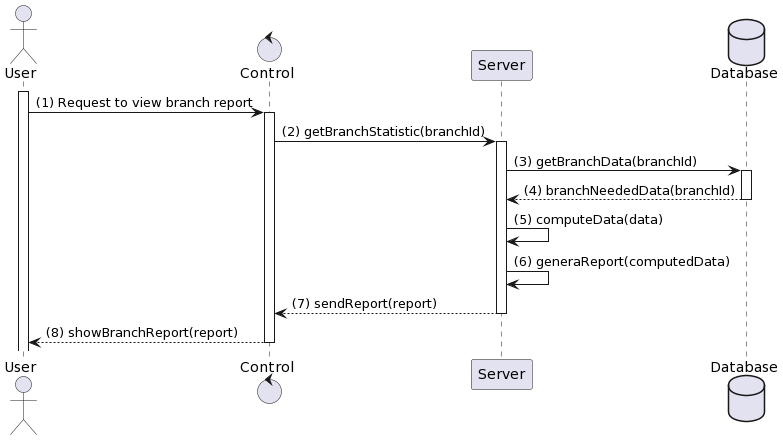 User
Control
Server
Database
(1) Request to view branch report
(2) getBranchStatistic(branchId)
(3) getBranchData(branchId)
(4) branchNeededData(branchId)
(5) computeData(data)
(6) generaReport(computedData)
(7) sendReport(report)
(8) showBranchReport(report)
User
Control
Server
Database